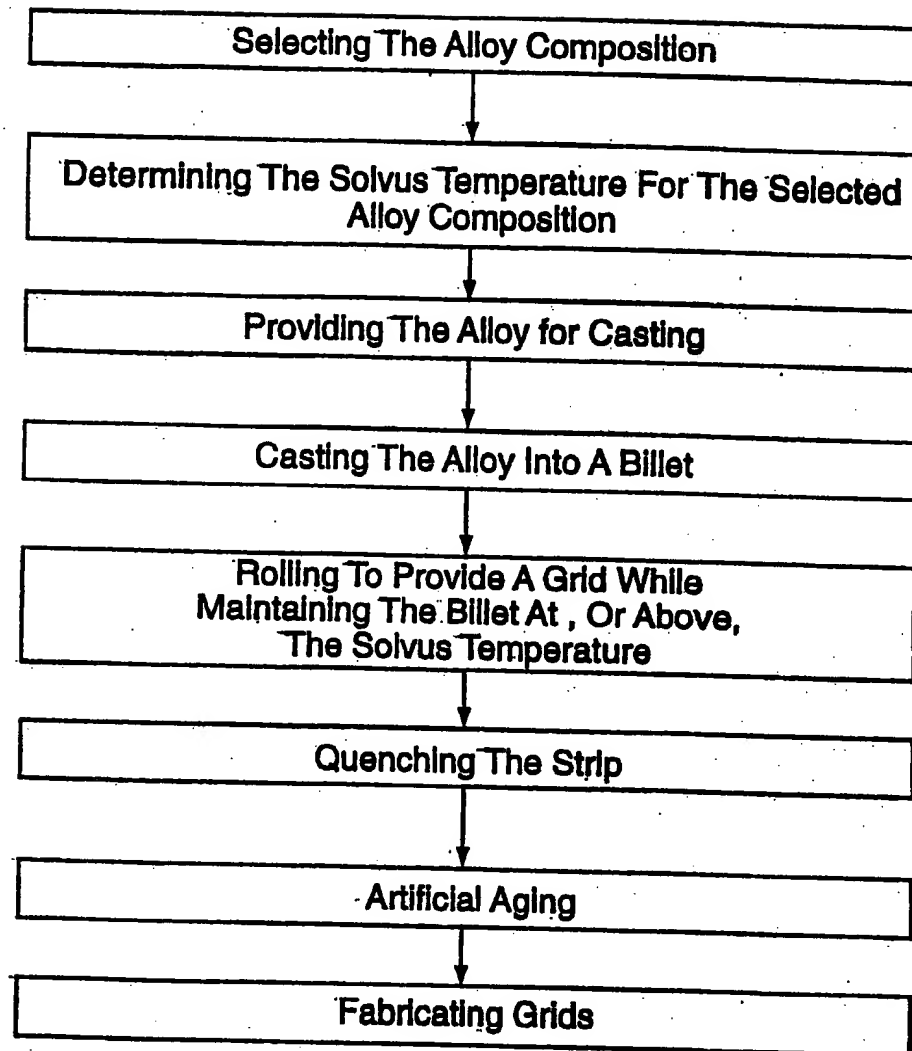 Selecting The Alloy Composition
Determining The Solvus Temperature For The Selected
Alloy Composition
Providing The Alloy for Casting
Casting The Alloy Into A Billet
Rolling To Provide A Grid While
Maintaining The Billet At , Or Above,
The Solvus Temperature
Quenching The Strip
Artificial Aging
Fabricating Grids